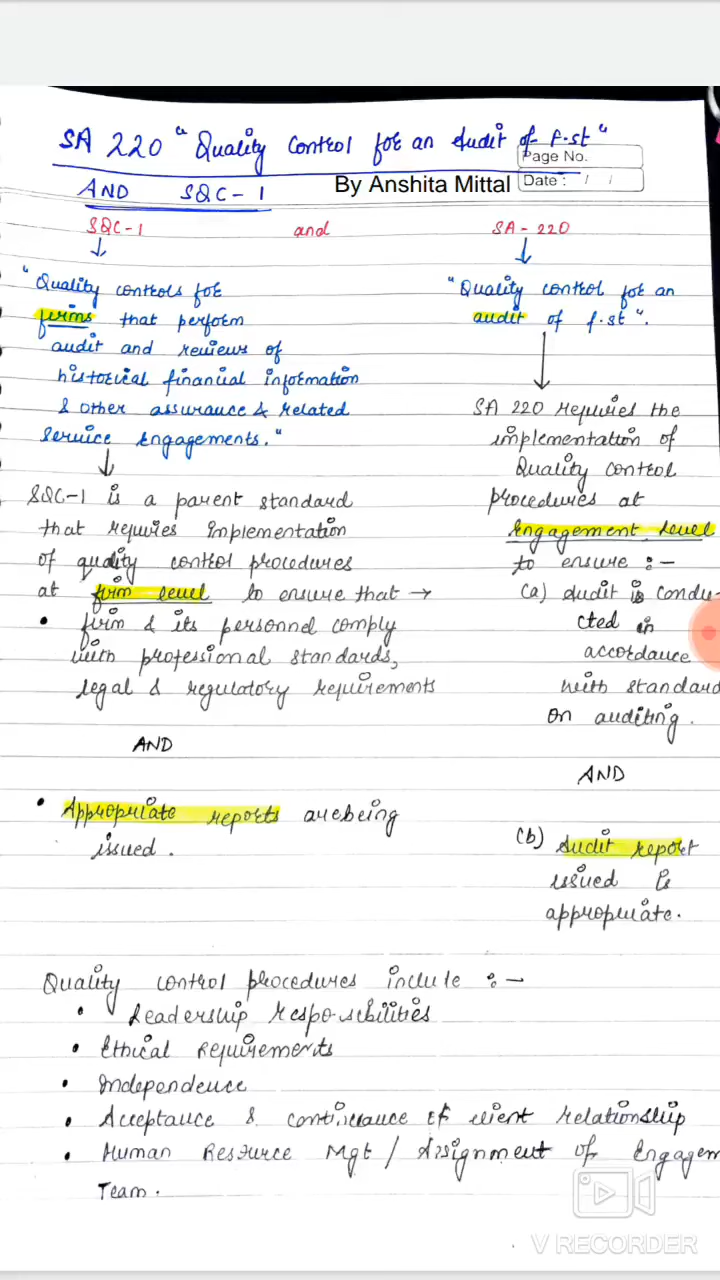 SA 220 "Quality Control for an Audit of f.st"
Page No.
AND SQC-1
By Anshita Mittal
Date : / /
SQC-1 and SA-220
"Quality controls for
firms that perform
audit and reviews of
historical financial information
& other assurance & related
service engagements."
SQC-1 is a parent standard
that requires implementation
of quality control procedures
at firm level to ensure that →
• firm & its personnel comply
with professional standards,
legal & regulatory requirements
AND
• Appropriate reports are being
issued.
"Quality control for an
audit of f.st".
SA 220 requires the
implementation of
Quality control
procedures at
Engagement level
to ensure :-
(a) Audit is condu-
cted in
accordance
with standard
on auditing.
AND
(b) Audit report
issued is
appropriate.
Quality control procedures include :-
• Leadership responsibilities
• Ethical Requirements
• Independence
• Acceptance & continuance of client relationship
• Human Resource Mgt / Assignment of Engagem
Team.
V RECORDER